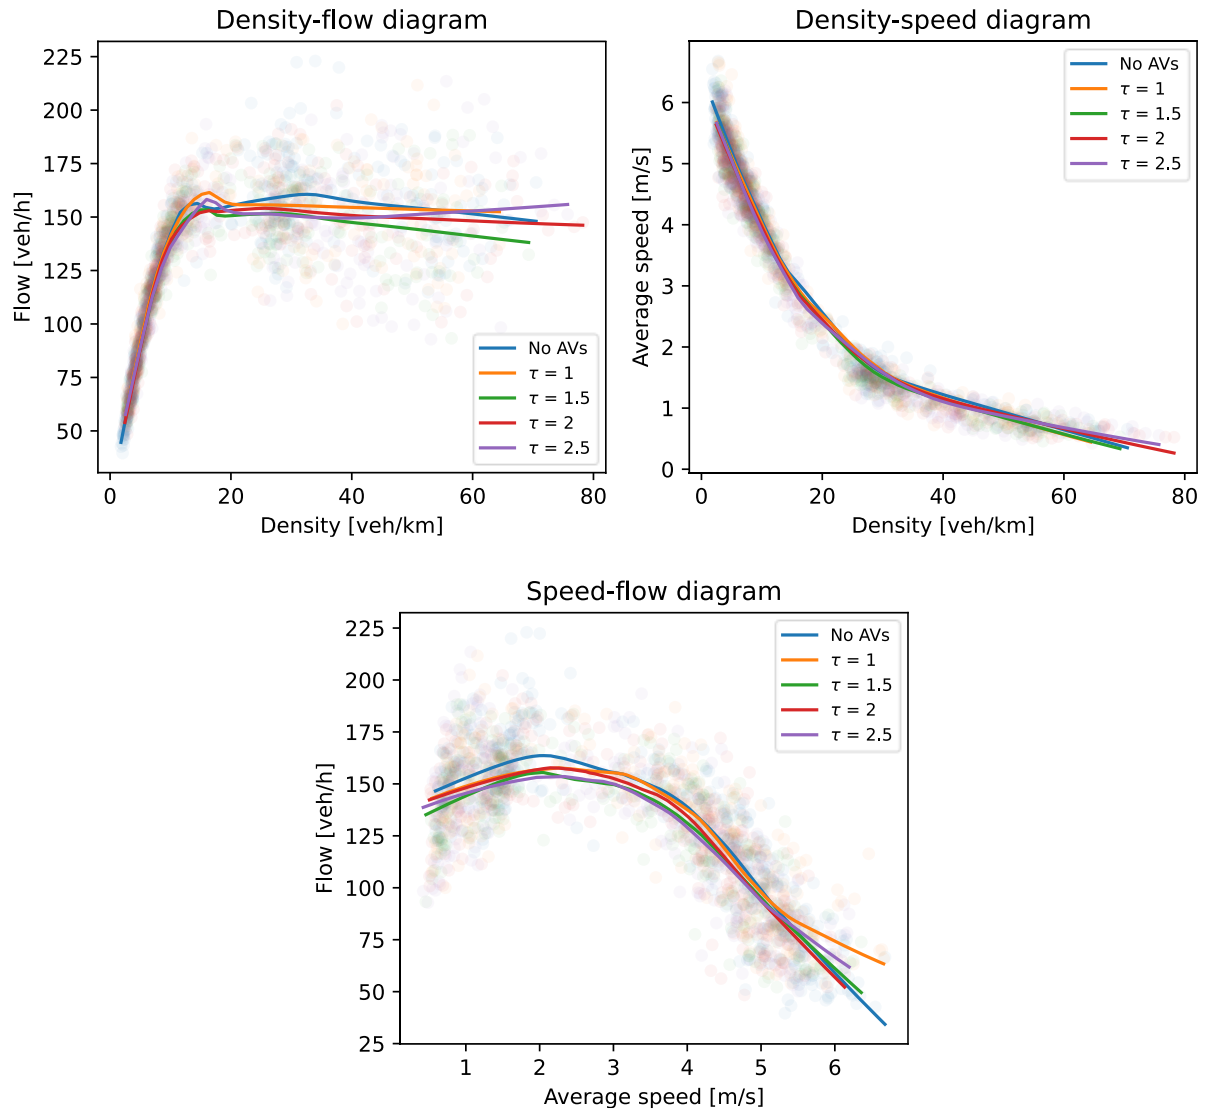 Density-flow diagram
Flow [veh/h]
225
200
175
150
125
100
75
50
0
20
40
60
80
Density [veh/km]
No AVs
τ = 1
τ = 1.5
τ = 2
τ = 2.5
Density-speed diagram
Average speed [m/s]
6
5
4
3
2
1
0
0
20
40
60
80
Density [veh/km]
No AVs
τ = 1
τ = 1.5
τ = 2
τ = 2.5
Speed-flow diagram
Flow [veh/h]
225
200
175
150
125
100
75
50
25
1
2
3
4
5
6
Average speed [m/s]
No AVs
τ = 1
τ = 1.5
τ = 2
τ = 2.5